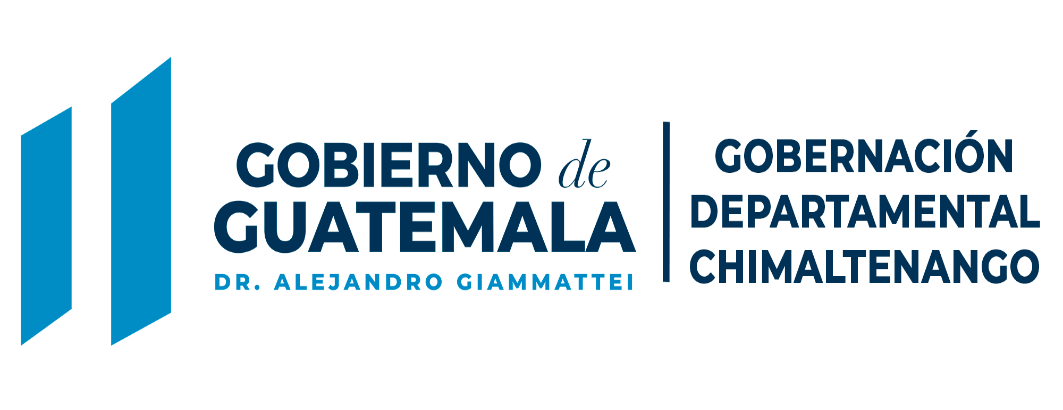 GOBIERNO de
GUATEMALA
DR. ALEJANDRO GIAMMATTEI
GOBERNACIÓN
DEPARTAMENTAL
CHIMALTENANGO